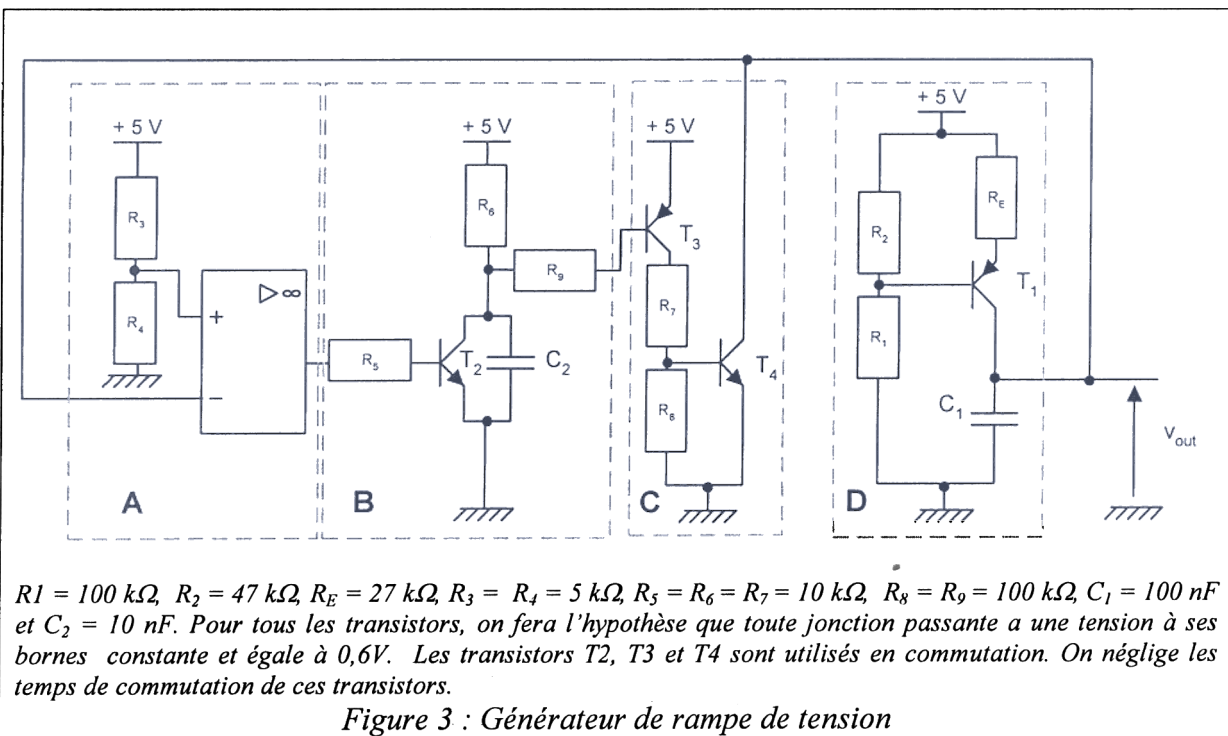 + 5 V
+ 5 V
+ 5 V
+ 5 V
R3
R6
R2
RE
T3
R9
T1
▷∞
+
R4
R7
R1
R5
T2
C2
T4
−
R8
C1
Vout
A
B
C
D
R1 = 100 kΩ, R2 = 47 kΩ, RE = 27 kΩ, R3 = R4 = 5 kΩ, R5 = R6 = R7 = 10 kΩ, R8 = R9 = 100 kΩ, C1 = 100 nF
et C2 = 10 nF. Pour tous les transistors, on fera l'hypothèse que toute jonction passante a une tension à ses
bornes constante et égale à 0,6V. Les transistors T2, T3 et T4 sont utilisés en commutation. On néglige les
temps de commutation de ces transistors.
Figure 3 : Générateur de rampe de tension